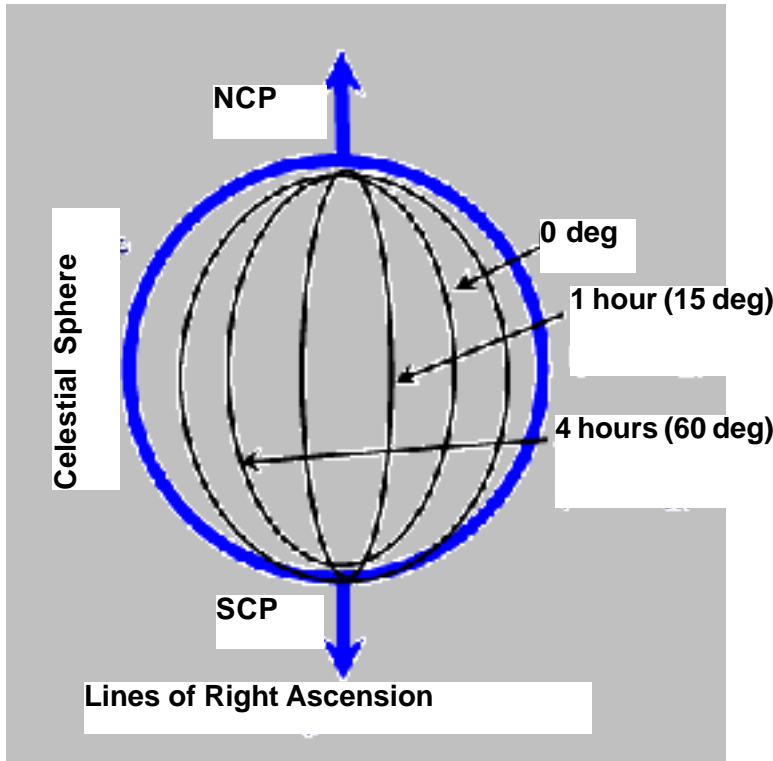 NCP
0 deg
1 hour (15 deg)
Celestial Sphere
4 hours (60 deg)
SCP
Lines of Right Ascension